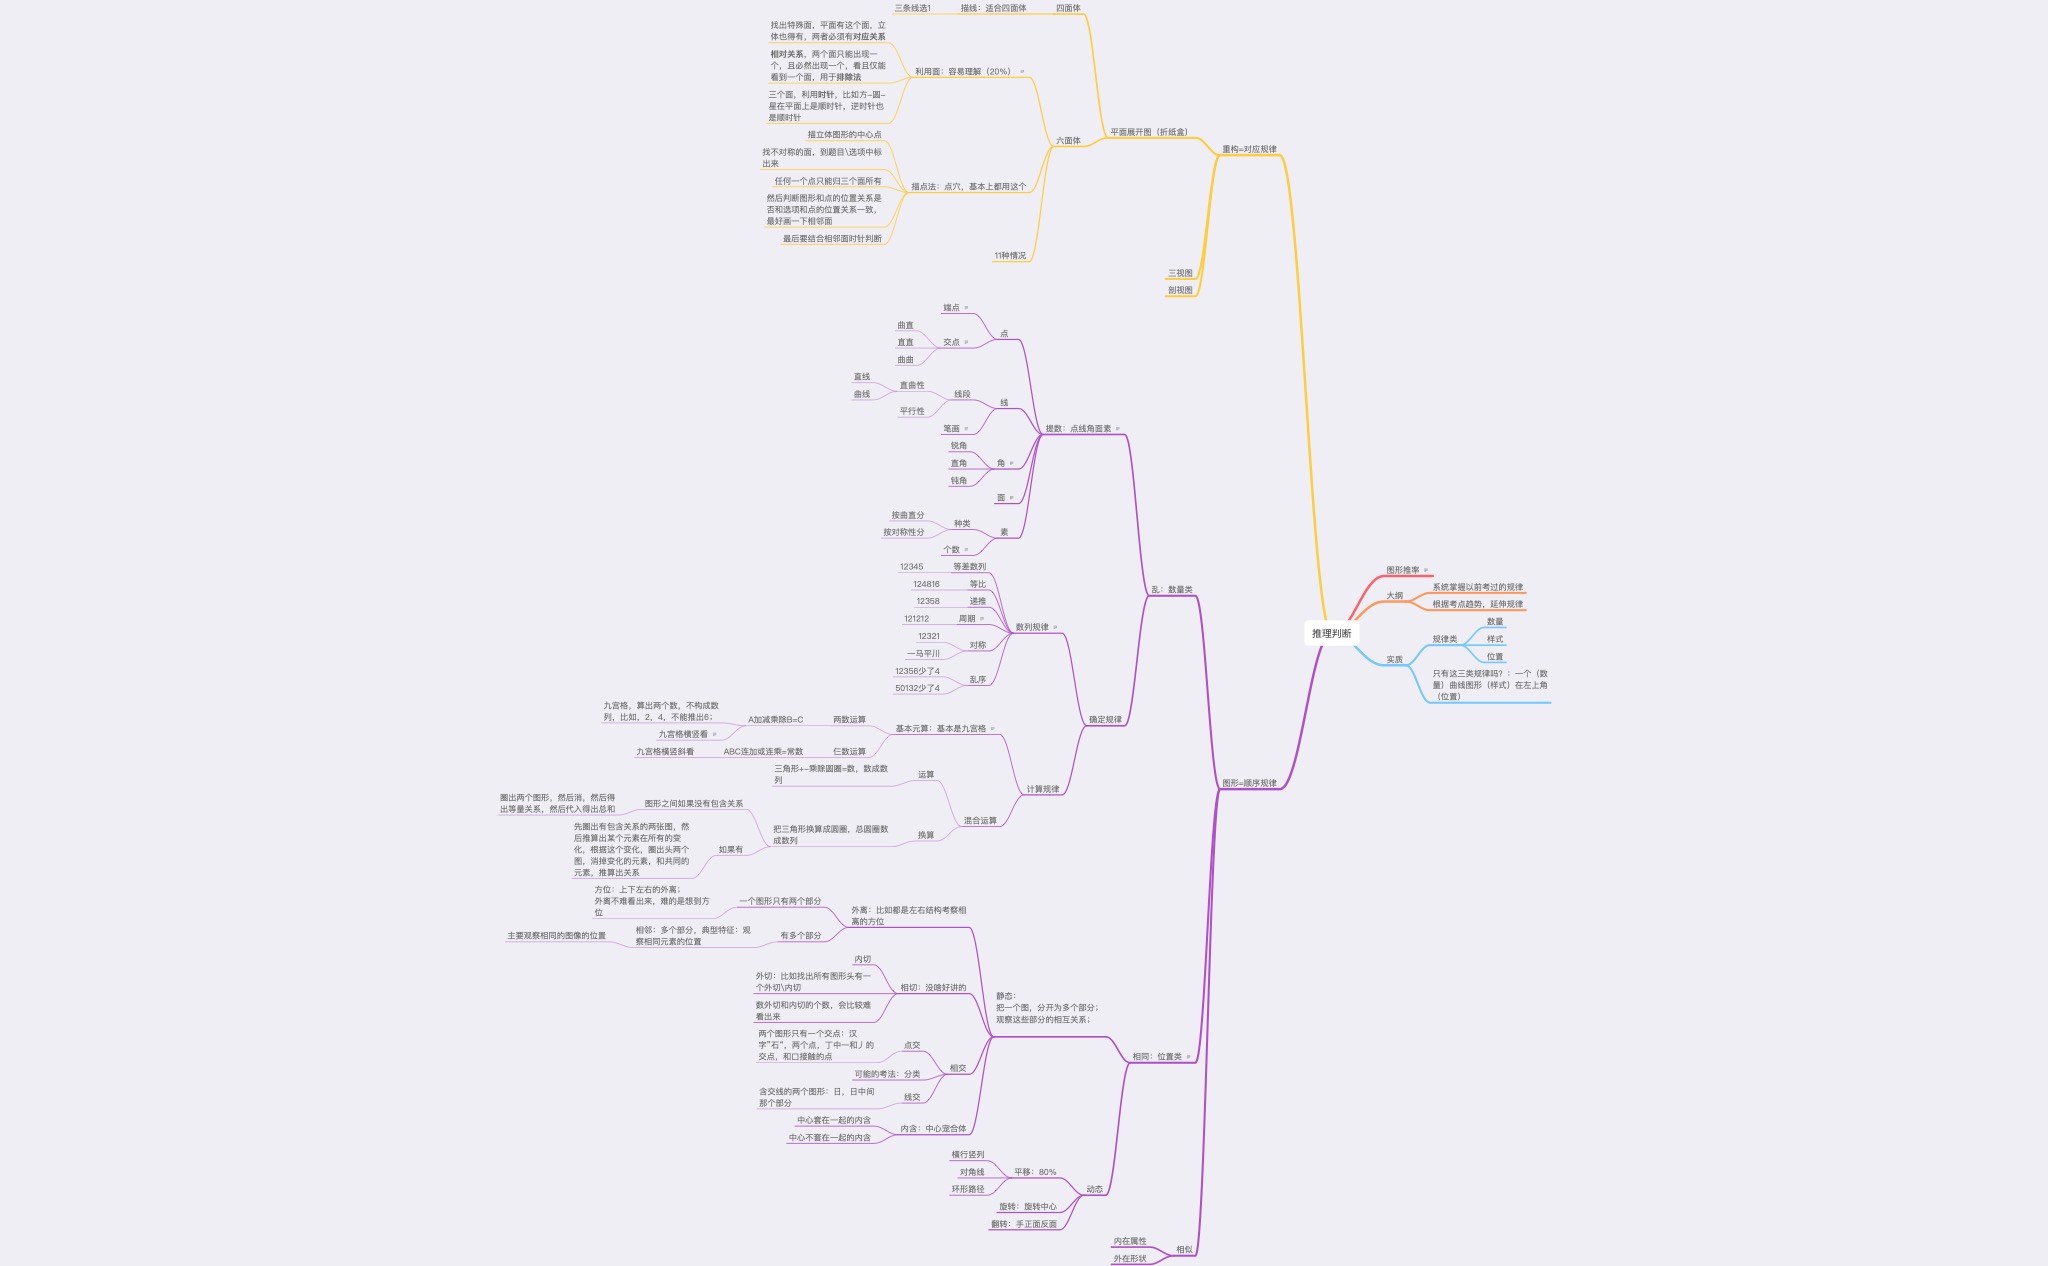 推理判断
图形推率
大纲
系统掌握以前考过的规律
根据考点趋势，延伸规律
实质
规律类
数量
样式
位置
只有这三类规律吗？：一个（数
量）曲线图形（样式）在左上角
（位置）
重构=对应规律
平面展开图（折纸盒）
四面体
描线：适合四面体
三条线选1
六面体
利用面：容易理解（20%）
找出特殊面，平面有这个面，立
体也得有，两者必须有对应关系
相对关系，两个面只能出现一
个，且必然出现一个，看且仅能
看到一个面，用于排除法
三个面，利用时针，比如方-圆-
星在平面上是顺时针，逆时针也
是顺时针
描点法：点穴，基本上都用这个
描立体图形的中心点
找不对称的面，到题目\选项中标
出来
任何一个点只能归三个面所有
然后判断图形和点的位置关系是
否和选项和点的位置关系一致，
最好画一下相邻面
最后要结合相邻面时针判断
11种情况
三视图
剖视图
图形=顺序规律
乱：数量类
提数：点线角面素
点
端点
交点
曲直
直直
曲曲
线
线段
直曲性
直线
曲线
平行性
笔画
角
锐角
直角
钝角
面
素
种类
按曲直分
按对称性分
个数
确定规律
数列规律
等差数列
12345
等比
124816
递推
12358
周期
121212
对称
12321
一马平川
乱序
12356少了4
50132少了4
计算规律
基本元算：基本是九宫格
两数运算
A加减乘除B=C
九宫格，算出两个数，不构成数
列，比如，2，4，不能推出6；
九宫格横竖看
仨数运算
ABC连加或连乘=常数
九宫格横竖斜看
混合运算
运算
三角形+-乘除圆圈=数，数成数
列
换算
把三角形换算成圆圈，总圆圈数
成数列
图形之间如果没有包含关系
圈出两个图形，然后消，然后得
出等量关系，然后代入得出总和
如果有
先圈出有包含关系的两张图，然
后推算出某个元素在所有的变
化，根据这个变化，圈出头两个
图，消掉变化的元素，和共同的
元素，推算出关系
相同：位置类
静态：
把一个图，分开为多个部分；
观察这些部分的相互关系；
外离：比如都是左右结构考察相
离的方位
一个图形只有两个部分
方位：上下左右的外离；
外离不难看出来，难的是想到方
位
有多个部分
相邻：多个部分，典型特征：观
察相同元素的位置
主要观察相同的图像的位置
相切：没啥好讲的
内切
外切：比如找出所有图形头有一
个外切\内切
数外切和内切的个数，会比较难
看出来
相交
点交
两个图形只有一个交点：汉
字“石”，两个点，丁中一和丿的
交点，和口接触的点
可能的考法：分类
线交
含交线的两个图形：日，日中间
那个部分
内含：中心宠合体
中心套在一起的内含
中心不套在一起的内含
动态
平移：80%
横行竖列
对角线
环形路径
旋转：旋转中心
翻转：手正面反面
相似
内在属性
外在形状